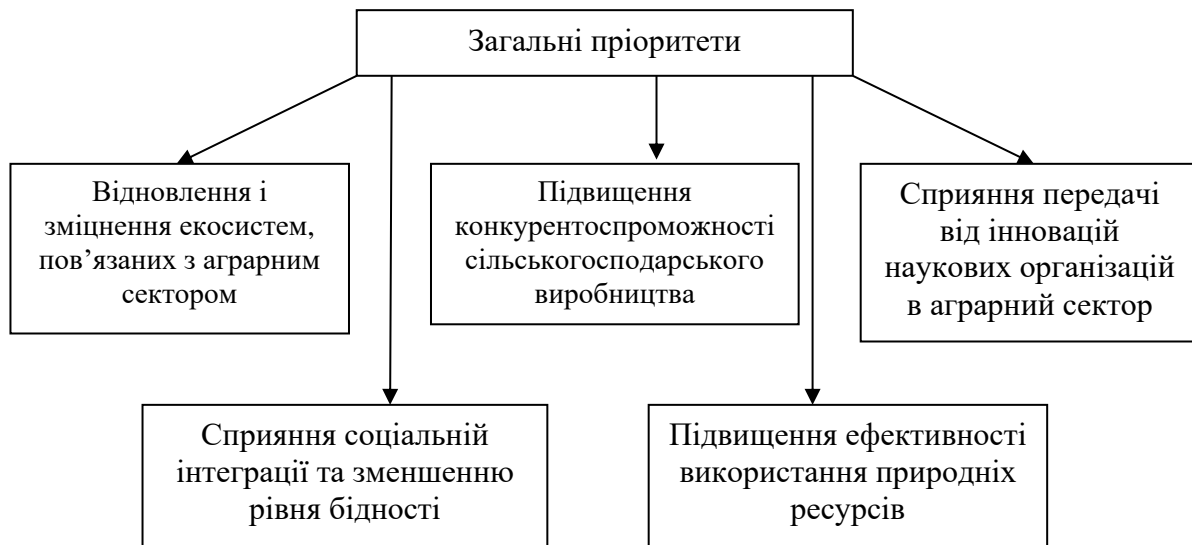 Загальні пріоритети
Відновлення і
зміцнення екосистем,
пов’язаних з аграрним
сектором
Підвищення
конкурентоспроможності
сільськогосподарського
виробництва
Сприяння передачі
від інновацій
наукових організацій
в аграрний сектор
Сприяння соціальній
інтеграції та зменшенню
рівня бідності
Підвищення ефективності
використання природніх
ресурсів